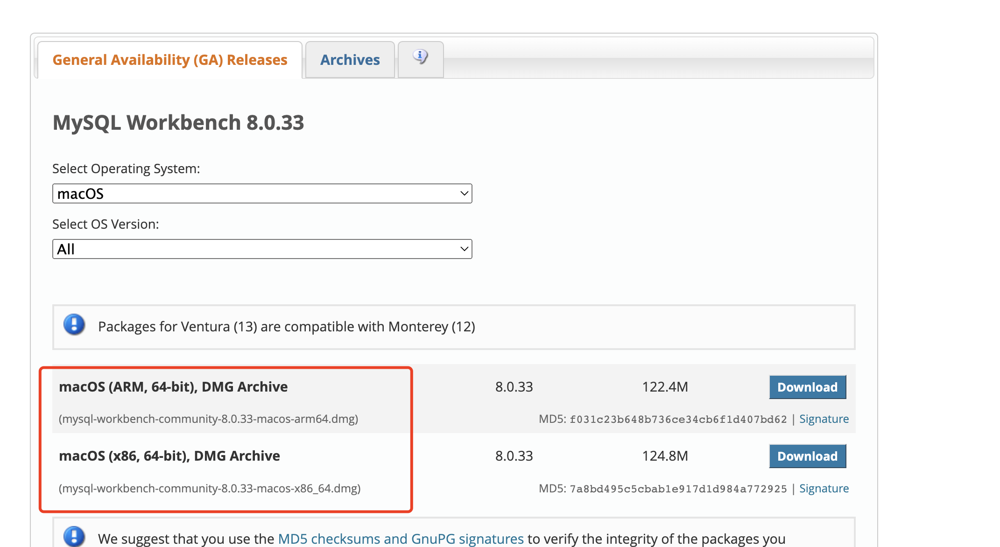 General Availability (GA) Releases
Archives
MySQL Workbench 8.0.33
Select Operating System:
macOS
Select OS Version:
All
Packages for Ventura (13) are compatible with Monterey (12)
macOS (ARM, 64-bit), DMG Archive 8.0.33 122.4M Download
(mysql-workbench-community-8.0.33-macos-arm64.dmg) MD5: f031c23b648b736ce34cb6f1d407bd62 | Signature
macOS (x86, 64-bit), DMG Archive 8.0.33 124.8M Download
(mysql-workbench-community-8.0.33-macos-x86_64.dmg) MD5: 7a8bd495c5cbab1e917d1d984a772925 | Signature
We suggest that you use the MD5 checksums and GnuPG signatures to verify the integrity of the packages you